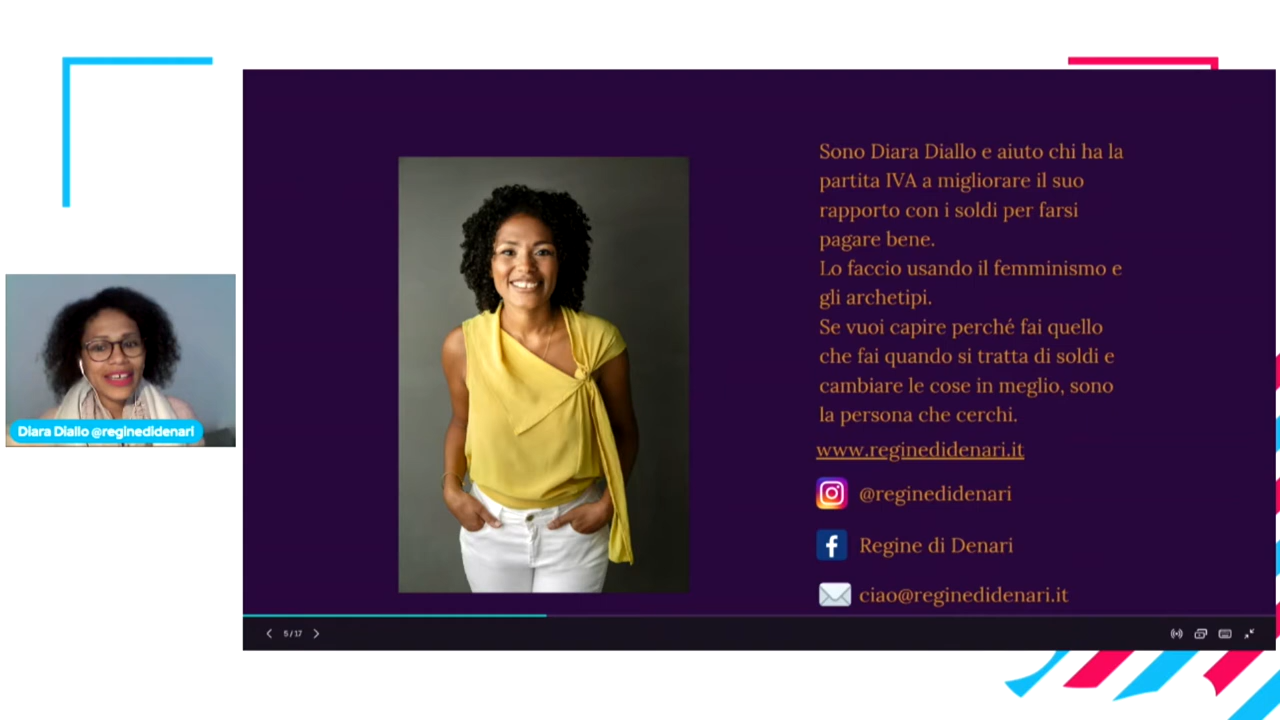 Sono Diara Diallo e aiuto chi ha la
partita IVA a migliorare il suo
rapporto con i soldi per farsi
pagare bene.
Lo faccio usando il femminismo e
gli archetipi.
Se vuoi capire perché fai quello
che fai quando si tratta di soldi e
cambiare le cose in meglio, sono
la persona che cerchi.
www.reginedidenari.it
@reginedidenari
Regine di Denari
ciao@reginedidenari.it
Diara Diallo @reginedidenari
5 / 17